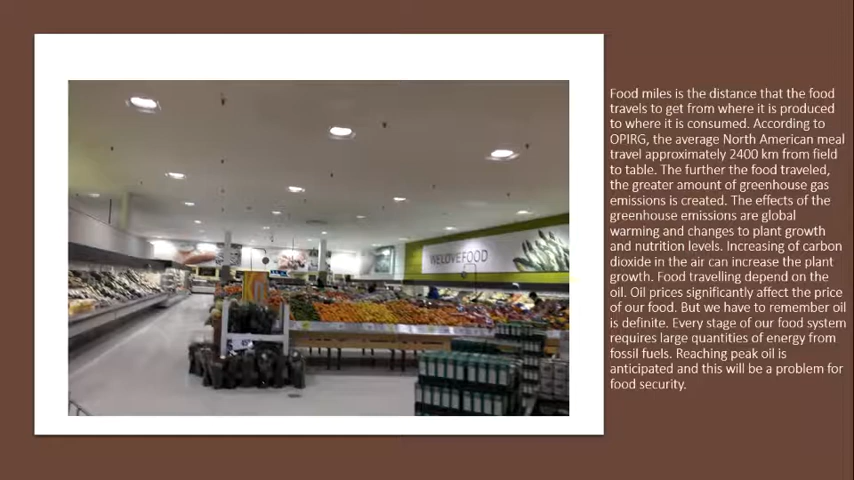 WE LOVE FOOD
Food miles is the distance that the food
travels to get from where it is produced
to where it is consumed. According to
OPIRG, the average North American meal
travel approximately 2400 km from field
to table. The further the food traveled,
the greater amount of greenhouse gas
emissions is created. The effects of the
greenhouse emissions are global
warming and changes to plant growth
and nutrition levels. Increasing of carbon
dioxide in the air can increase the plant
growth. Food travelling depend on the
oil. Oil prices significantly affect the price
of our food. But we have to remember oil
is definite. Every stage of our food system
requires large quantities of energy from
fossil fuels. Reaching peak oil is
anticipated and this will be a problem for
food security.